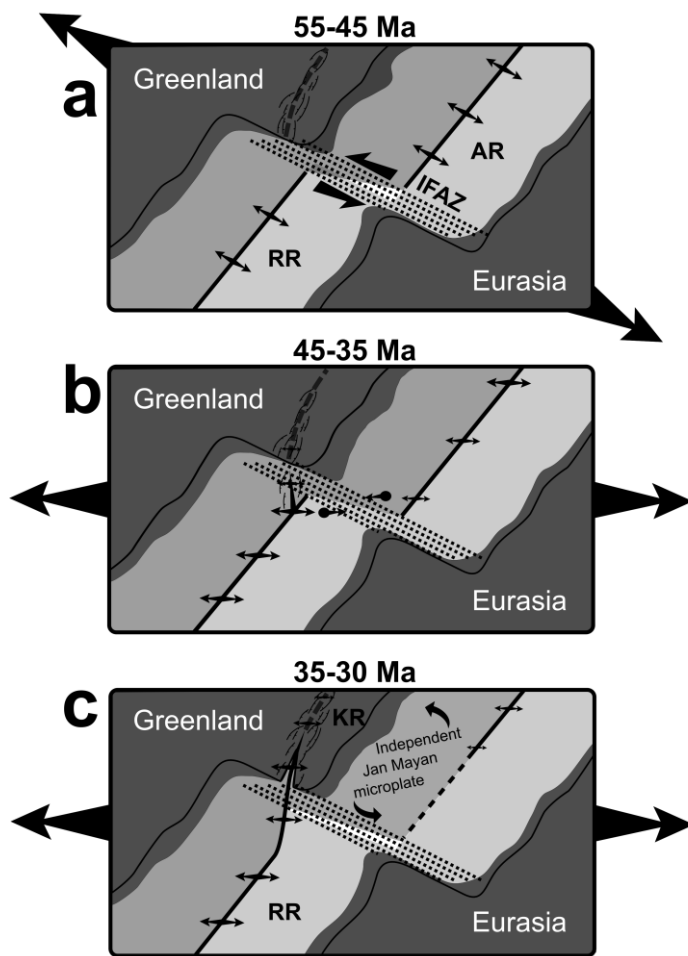 55-45 Ma
a
Greenland
AR
IFAZ
RR
Eurasia
45-35 Ma
b
Greenland
Eurasia
35-30 Ma
c
Greenland
KR
Independent
Jan Mayan
microplate
RR
Eurasia